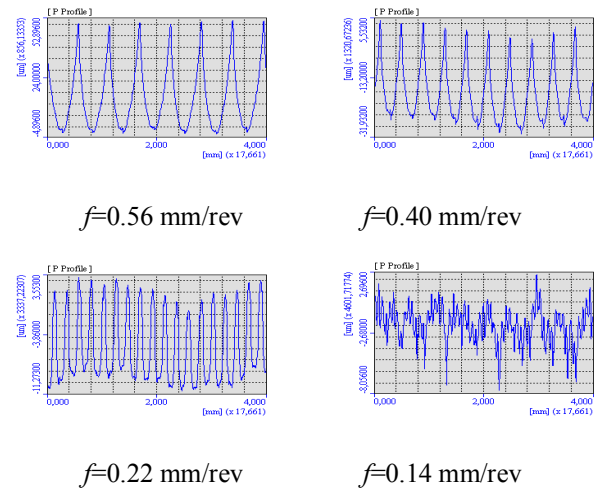 [ P Profile ]
[um] (x 856,13353)
52,89600
24,00000
-4,89600
0,000
2,000
4,000
[mm] (x 17,661)
f=0.56 mm/rev
[ P Profile ]
[um] (x 1320,67236)
5,53200
-13,20000
-31,93200
0,000
2,000
4,000
[mm] (x 17,661)
f=0.40 mm/rev
[ P Profile ]
[um] (x 3337,22307)
3,55300
-3,86000
-11,27300
0,000
2,000
4,000
[mm] (x 17,661)
f=0.22 mm/rev
[ P Profile ]
[um] (x 4601,71774)
2,69600
-2,68000
-8,05600
0,000
2,000
4,000
[mm] (x 17,661)
f=0.14 mm/rev